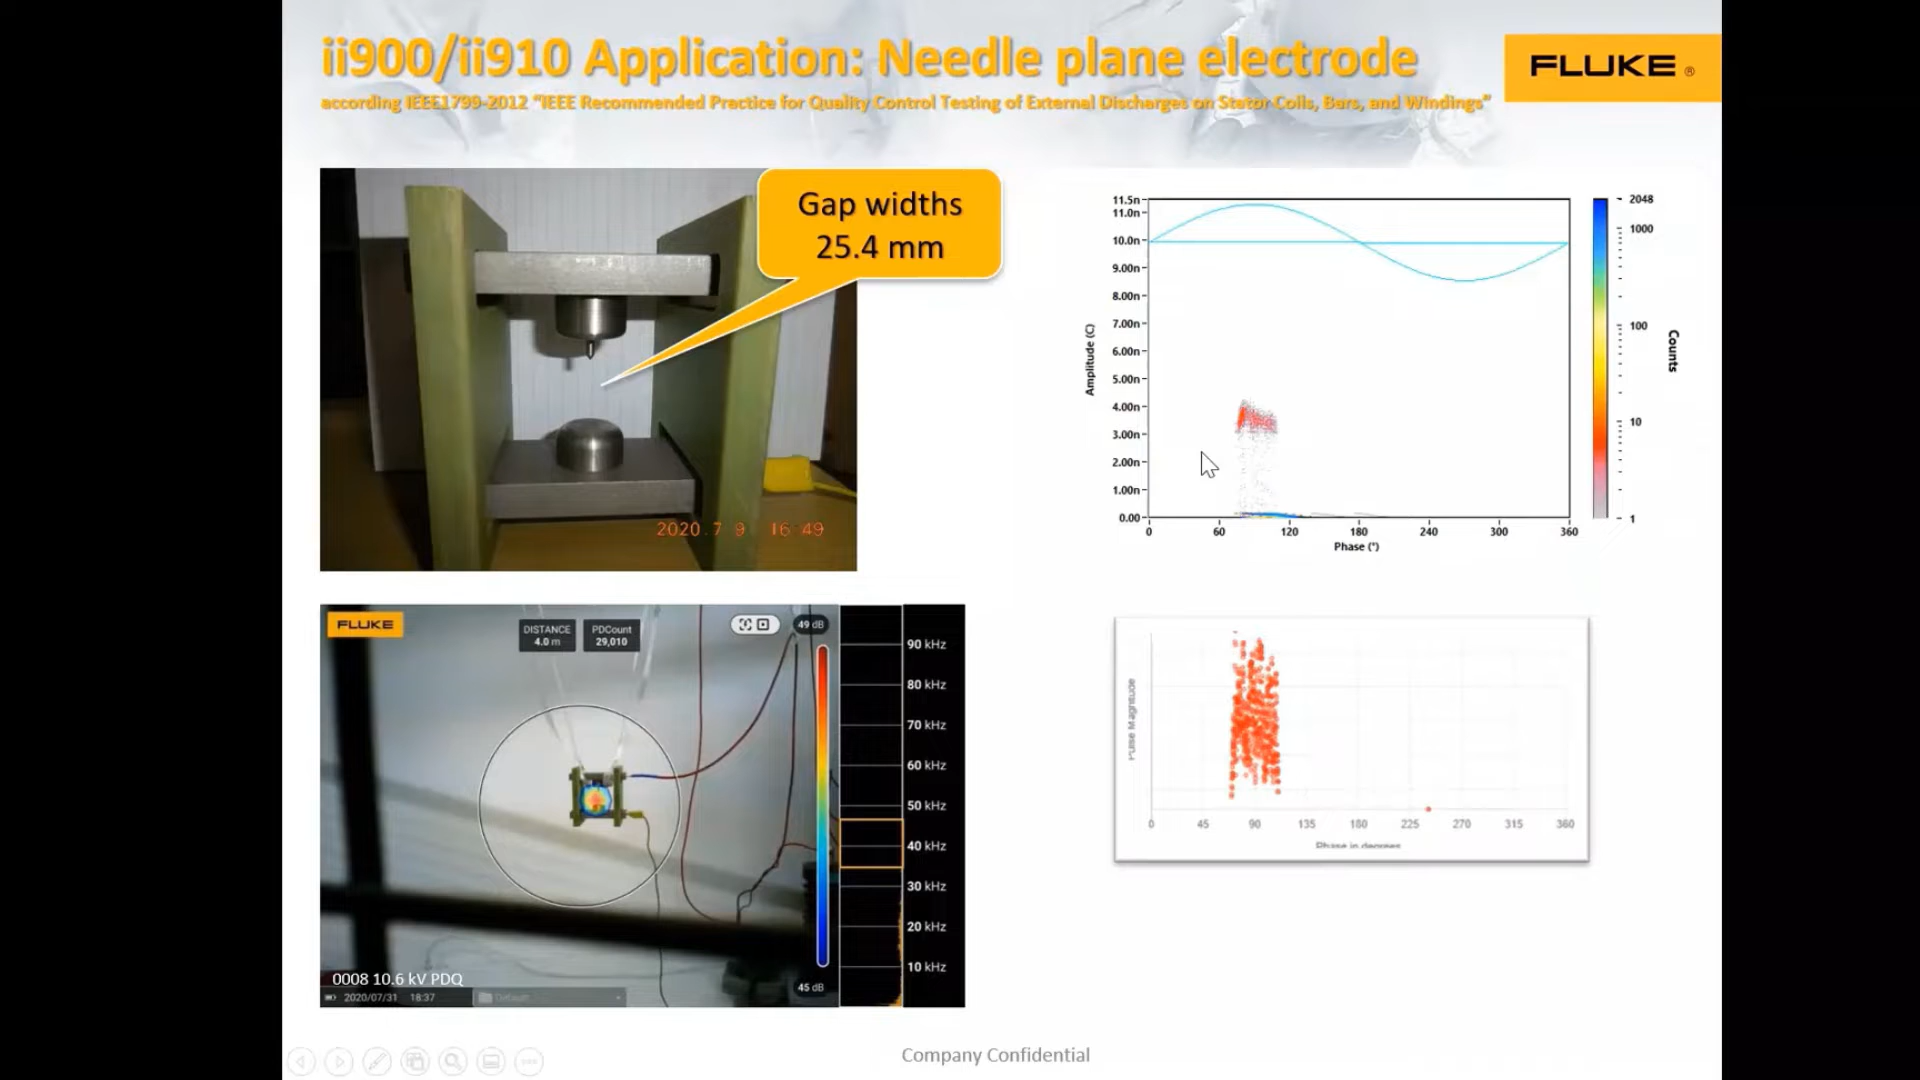 ii900/ii910 Application: Needle plane electrode
FLUKE ®
according IEEE1799-2012 "IEEE Recommended Practice for Quality Control Testing of External Discharges on Stator Coils, Bars, and Windings"
Gap widths
25.4 mm
2020. 7 9 16 49
11.5n
11.0n
10.0n
9.00n
8.00n
7.00n
6.00n
5.00n
4.00n
3.00n
2.00n
1.00n
0.00
Amplitude (C)
0 60 120 180 240 300 360
Phase (°)
2048
1000
100
10
1
Counts
FLUKE
DISTANCE
4.0 m
PDCount
29,010
49 dB
90 kHz
80 kHz
70 kHz
60 kHz
50 kHz
40 kHz
30 kHz
20 kHz
10 kHz
45 dB
0008 10.6 kV PDQ
2020/07/31 18:37
Default
Pulse Magnitude
0 45 90 135 180 225 270 315 360
Phase in degrees
Company Confidential